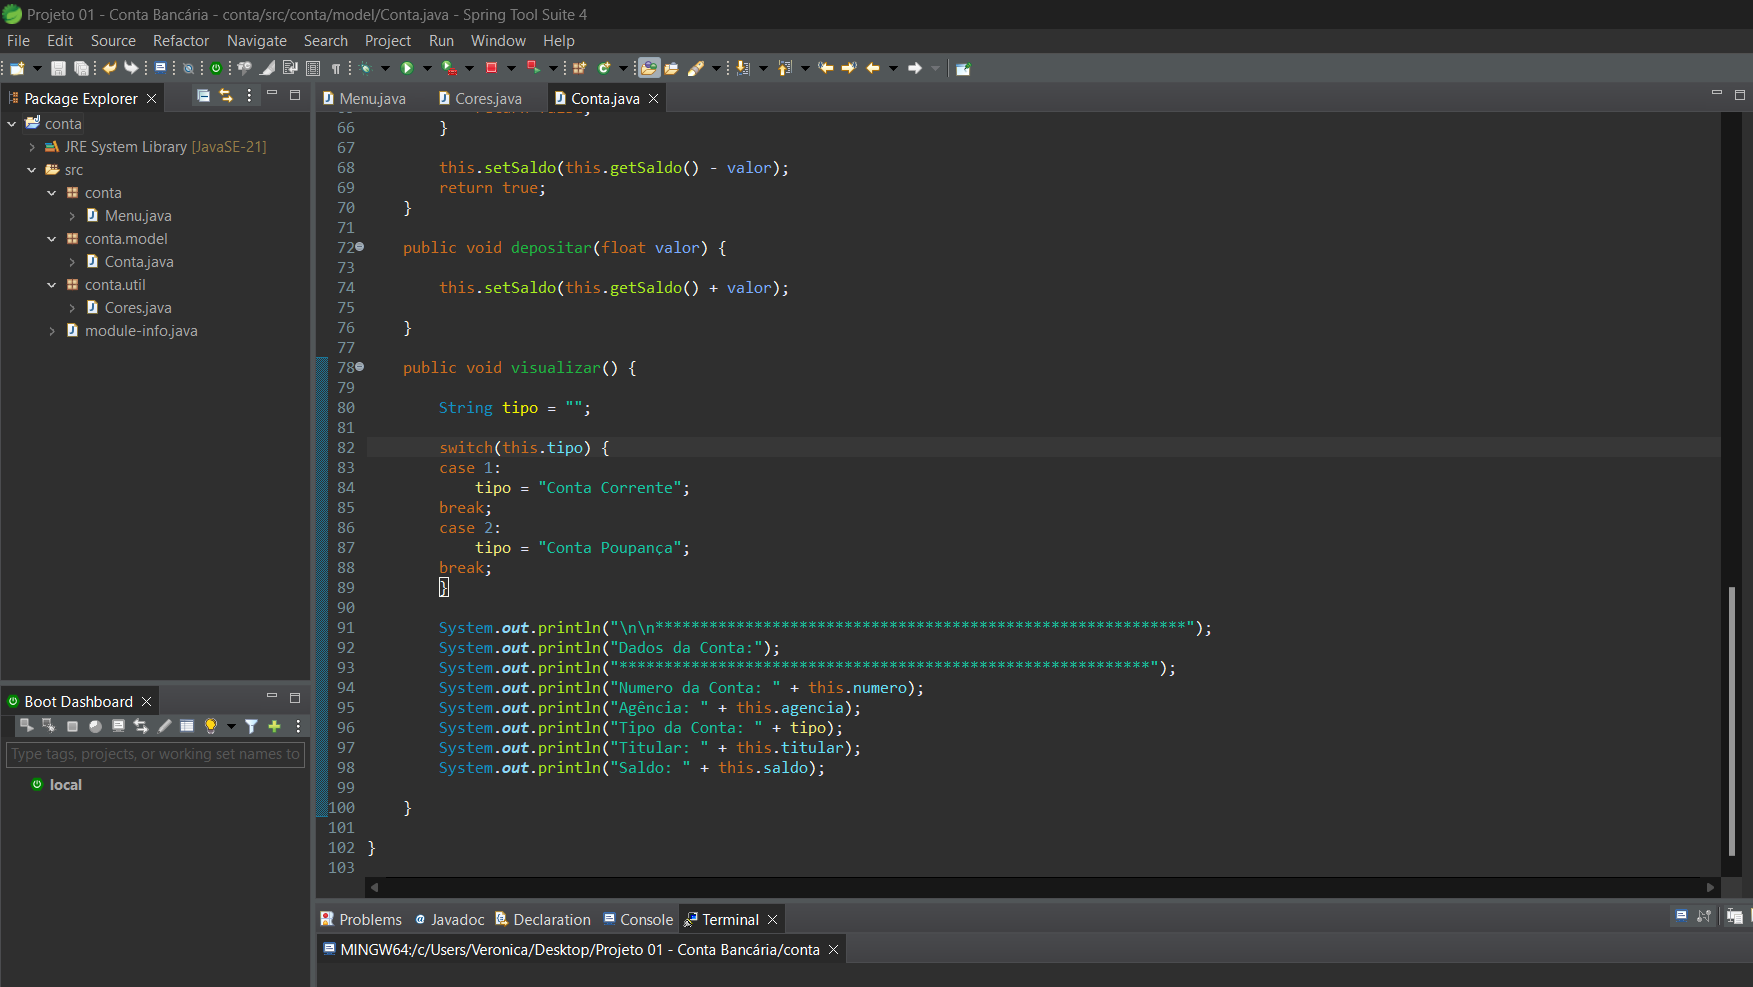 Projeto 01 - Conta Bancária - conta/src/conta/model/Conta.java - Spring Tool Suite 4
File Edit Source Refactor Navigate Search Project Run Window Help
Package Explorer
conta
JRE System Library [JavaSE-21]
src
conta
Menu.java
conta.model
Conta.java
conta.util
Cores.java
module-info.java
Boot Dashboard
Type tags, projects, or working set names to
local
Menu.java Cores.java Conta.java
66 }
67
68 this.setSaldo(this.getSaldo() - valor);
69 return true;
70 }
71
72 public void depositar(float valor) {
73
74 this.setSaldo(this.getSaldo() + valor);
75
76 }
77
78 public void visualizar() {
79
80 String tipo = "";
81
82 switch(this.tipo) {
83 case 1:
84 tipo = "Conta Corrente";
85 break;
86 case 2:
87 tipo = "Conta Poupança";
88 break;
89 }
90
91 System.out.println("\n\n***********************************************************");
92 System.out.println("Dados da Conta:");
93 System.out.println("***********************************************************");
94 System.out.println("Numero da Conta: " + this.numero);
95 System.out.println("Agência: " + this.agencia);
96 System.out.println("Tipo da Conta: " + tipo);
97 System.out.println("Titular: " + this.titular);
98 System.out.println("Saldo: " + this.saldo);
99
100 }
101
102 }
103
Problems Javadoc Declaration Console Terminal
MINGW64:/c/Users/Veronica/Desktop/Projeto 01 - Conta Bancária/conta